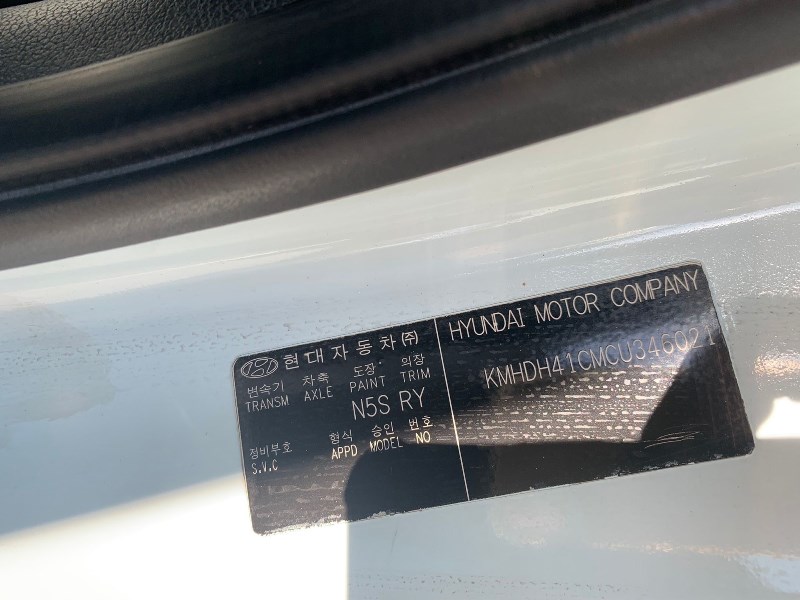 현대자동차㈜
변속기 차축 도장 의장
TRANSM AXLE PAINT TRIM
N5S RY
정비부호 형식 승인 번호
S.V.C APPD MODEL NO
HYUNDAI MOTOR COMPANY
KMHDH41CMCU346021